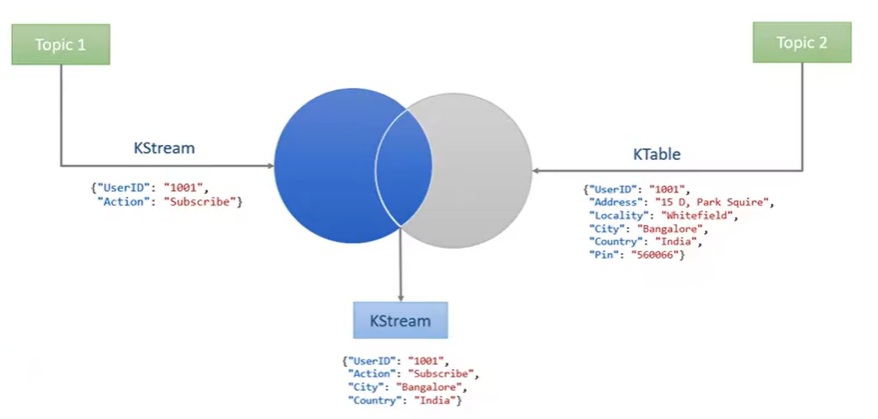 Topic 1
Topic 2
KStream
{"UserID": "1001",
"Action": "Subscribe"}
KTable
{"UserID": "1001",
"Address": "15 D, Park Squire",
"Locality": "Whitefield",
"City": "Bangalore",
"Country": "India",
"Pin": "560066"}
KStream
{"UserID": "1001",
"Action": "Subscribe",
"City": "Bangalore",
"Country": "India"}